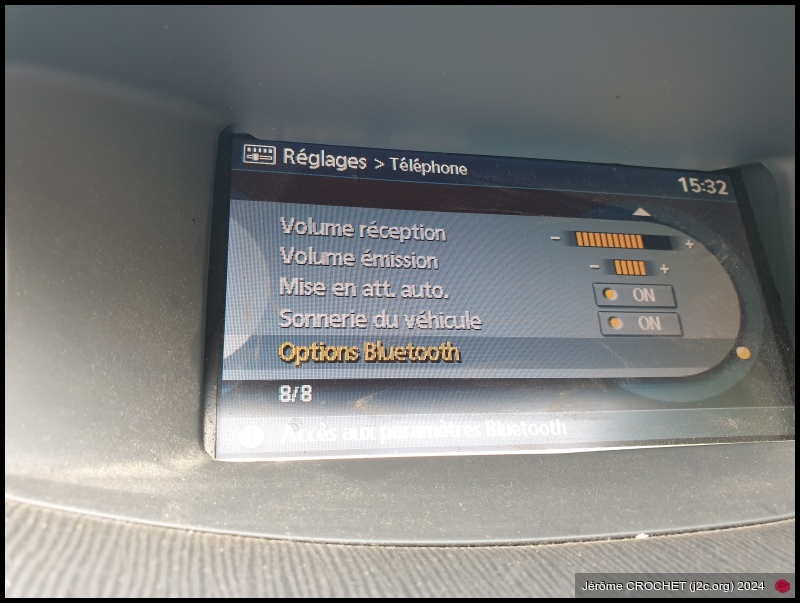 Réglages > Téléphone
15:32
Volume réception - +
Volume émission - +
Mise en att. auto. ON
Sonnerie du véhicule ON
Options Bluetooth
8/8
Accès aux paramètres Bluetooth
Jérôme CROCHET (j2c.org) 2024